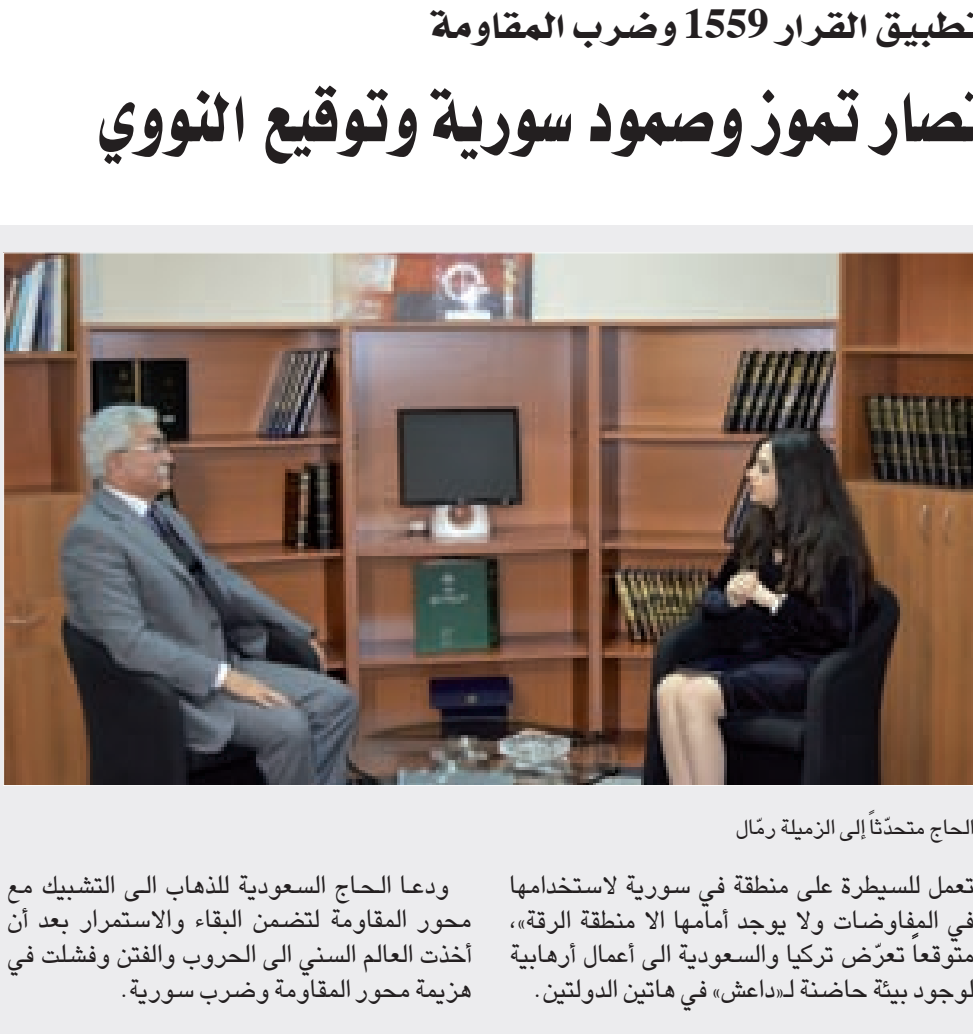 تطبيق القرار 1559 وضرب المقاومة
نصار تموز وصمود سورية وتوقيع النووي
الحاج متحدّثاً إلى الزميلة رمّال
تعمل للسيطرة على منطقة في سورية لاستخدامها
في المفاوضات ولا يوجد أمامها الا منطقة الرقة»،
متوقعاً تعرّض تركيا والسعودية الى أعمال أرهابية
لوجود بيئة حاضنة لـ«داعش» في هاتين الدولتين.
ودعا الحاج السعودية للذهاب الى التشبيك مع
محور المقاومة لتضمن البقاء والاستمرار بعد أن
أخذت العالم السني الى الحروب والفتن وفشلت في
هزيمة محور المقاومة وضرب سورية.